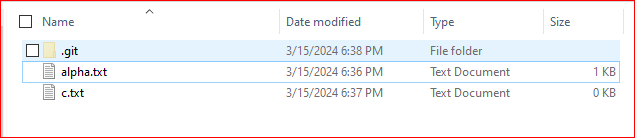 Name Date modified Type Size
.git 3/15/2024 6:38 PM File folder
alpha.txt 3/15/2024 6:36 PM Text Document 1 KB
c.txt 3/15/2024 6:37 PM Text Document 0 KB